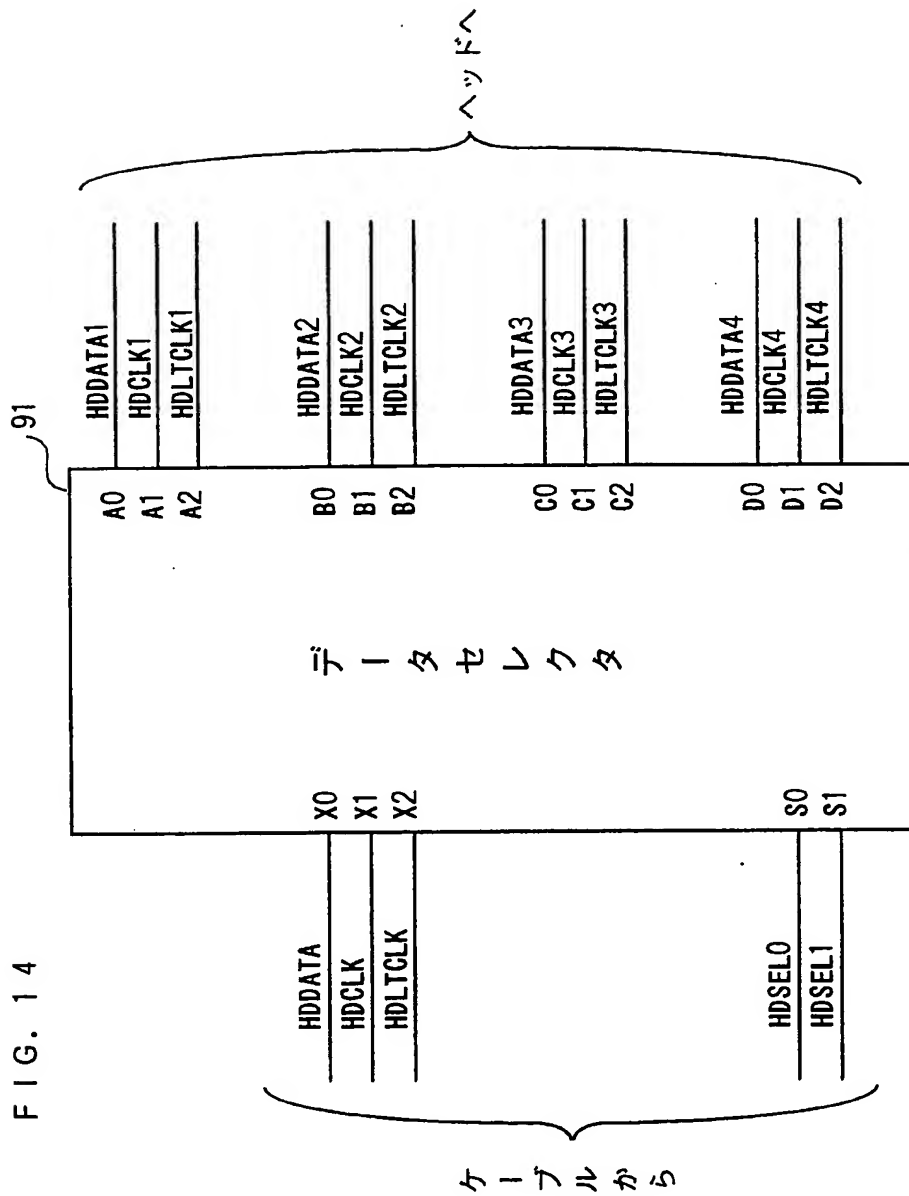 FIG. 14
91
ケーブルから
HDDATA
HDCLK
HDLTCLK
HDSEL0
HDSEL1
X0
X1
X2
S0
S1
データセレクタ
A0
A1
A2
B0
B1
B2
C0
C1
C2
D0
D1
D2
HDDATA1
HDCLK1
HDLTCLK1
HDDATA2
HDCLK2
HDLTCLK2
HDDATA3
HDCLK3
HDLTCLK3
HDDATA4
HDCLK4
HDLTCLK4
ヘッドへ